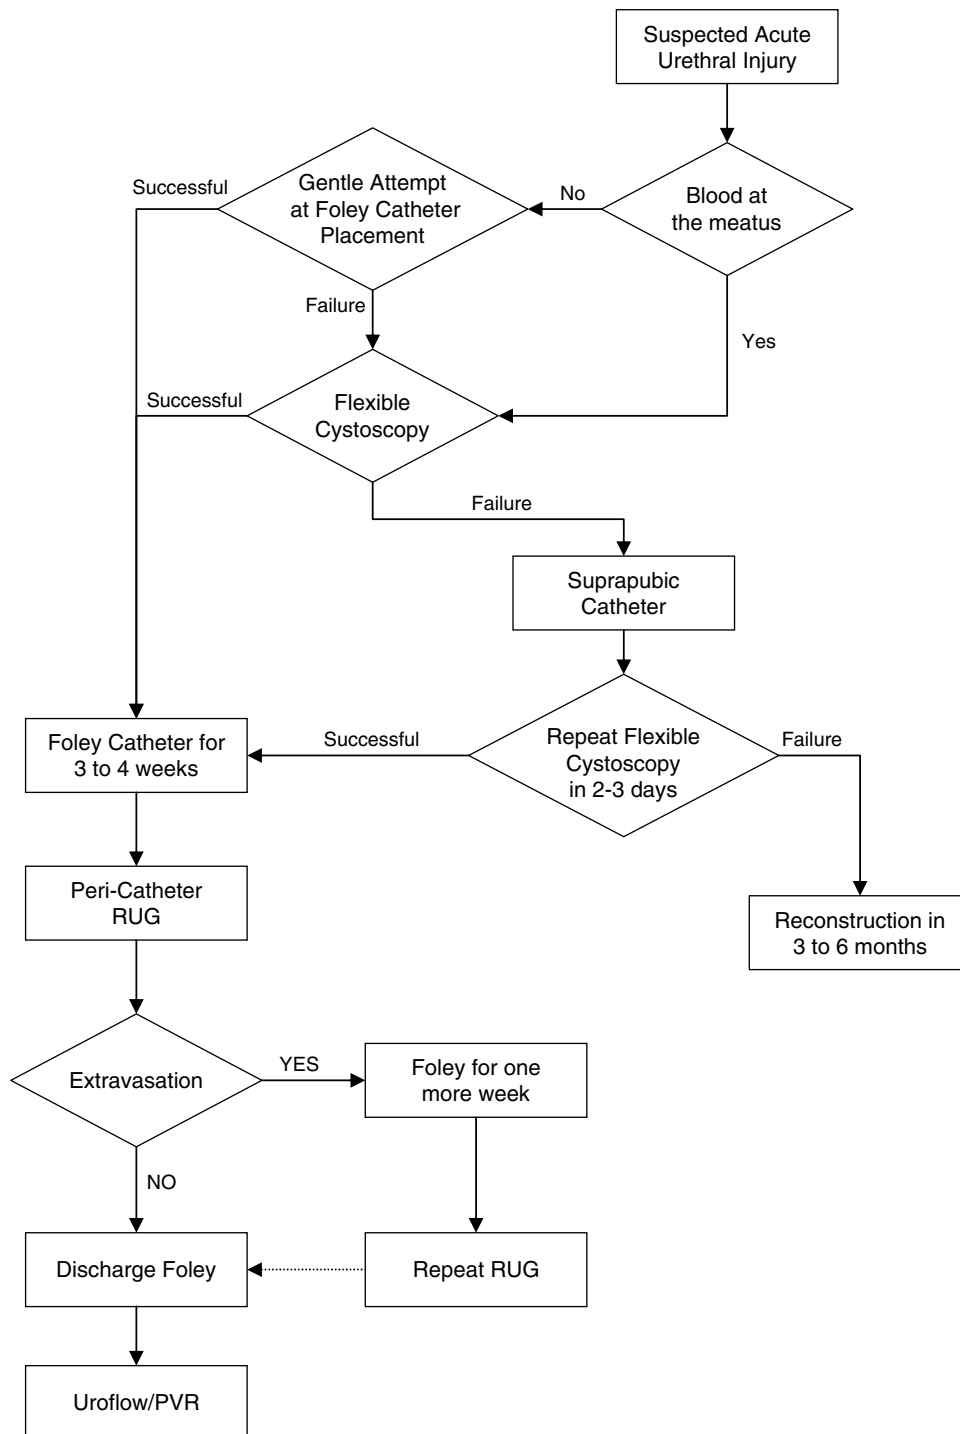 Suspected Acute
Urethral Injury
Successful
Gentle Attempt
at Foley Catheter
Placement
No
Blood at
the meatus
Failure
Yes
Successful
Flexible
Cystoscopy
Failure
Suprapubic
Catheter
Foley Catheter for
3 to 4 weeks
Successful
Repeat Flexible
Cystoscopy
in 2-3 days
Failure
Peri-Catheter
RUG
Reconstruction in
3 to 6 months
Extravasation
YES
Foley for one
more week
NO
Discharge Foley
Repeat RUG
Uroflow/PVR